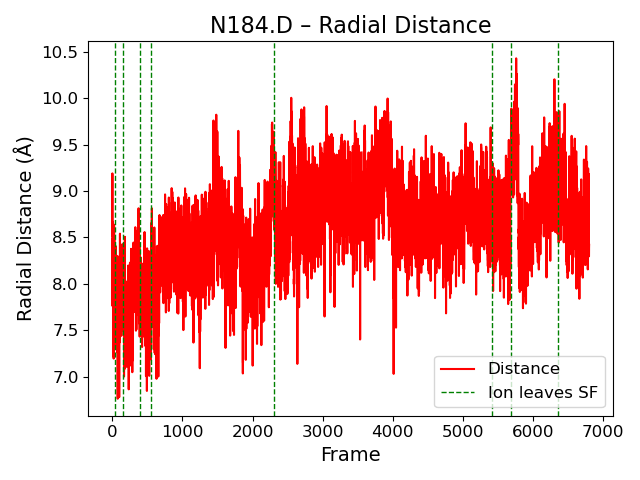 N184.D – Radial Distance
Radial Distance (Å)
10.5
10.0
9.5
9.0
8.5
8.0
7.5
7.0
Distance
Ion leaves SF
0 1000 2000 3000 4000 5000 6000 7000
Frame